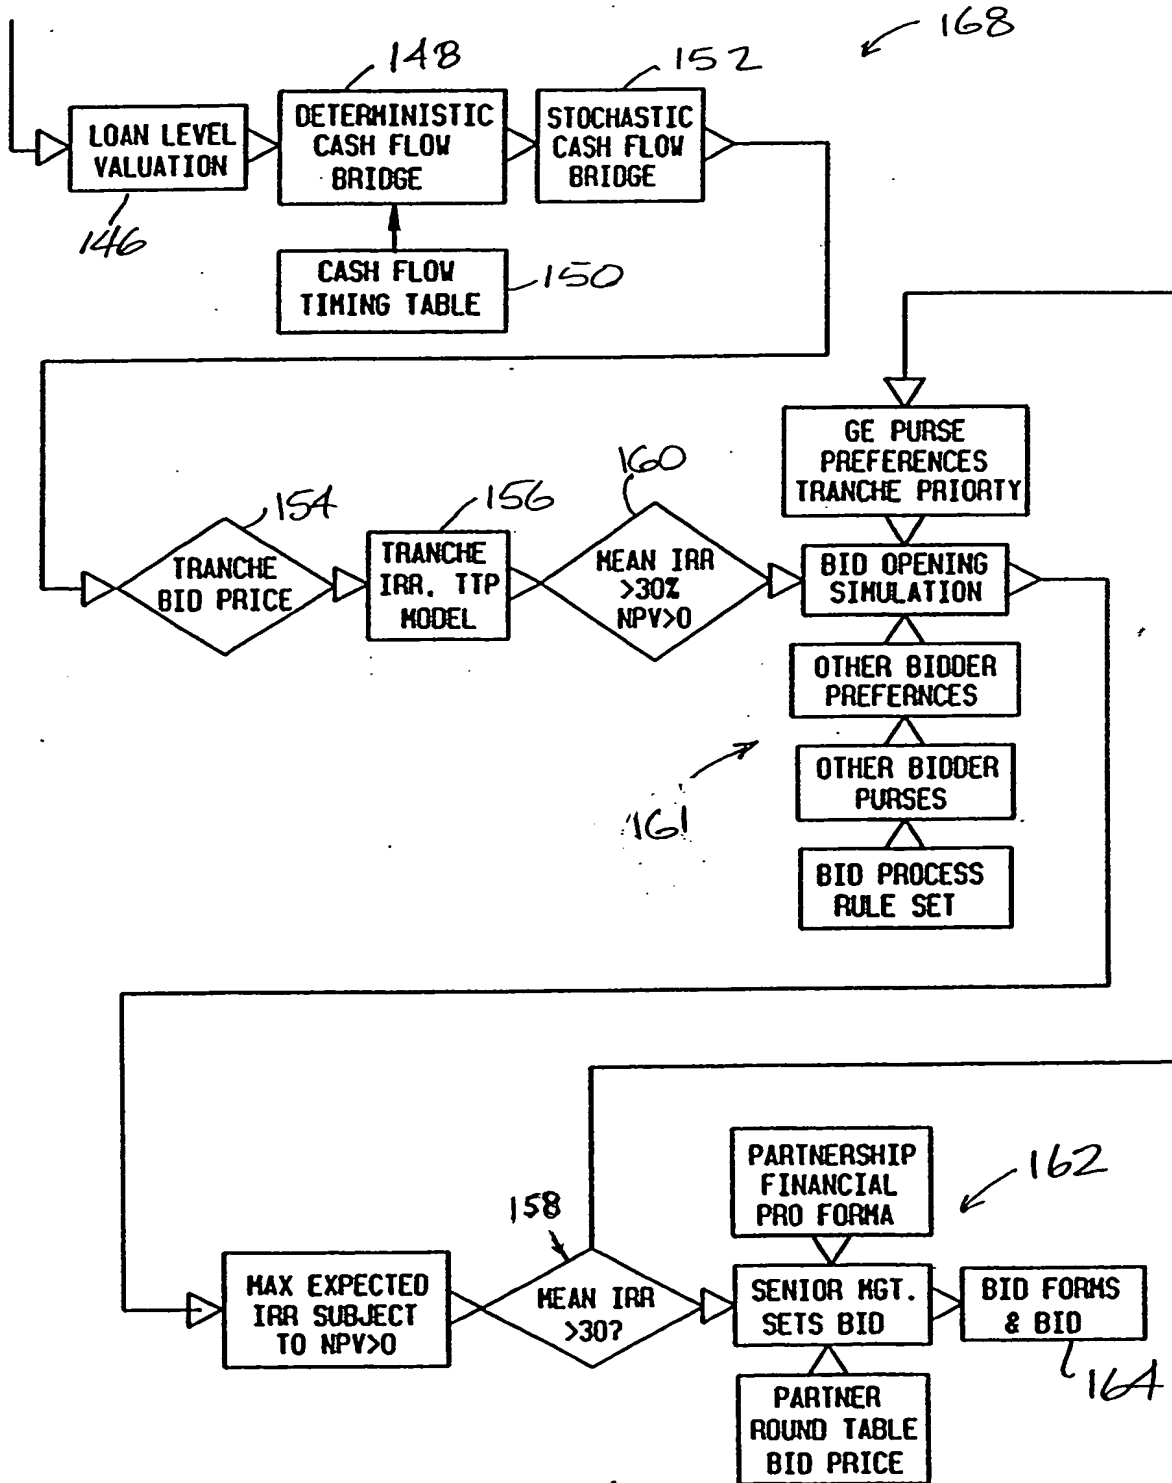 168
148
152
LOAN LEVEL
VALUATION
146
DETERMINISTIC
CASH FLOW
BRIDGE
STOCHASTIC
CASH FLOW
BRIDGE
CASH FLOW
TIMING TABLE
150
GE PURSE
PREFERENCES
TRANCHE PRIORTY
154
TRANCHE
BID PRICE
156
TRANCHE
IRR. TTP
MODEL
160
MEAN IRR
>30%
NPV>0
BID OPENING
SIMULATION
OTHER BIDDER
PREFERNCES
OTHER BIDDER
PURSES
161
BID PROCESS
RULE SET
MAX EXPECTED
IRR SUBJECT
TO NPV>0
158
MEAN IRR
>30?
PARTNERSHIP
FINANCIAL
PRO FORMA
162
SENIOR MGT.
SETS BID
BID FORMS
& BID
164
PARTNER
ROUND TABLE
BID PRICE